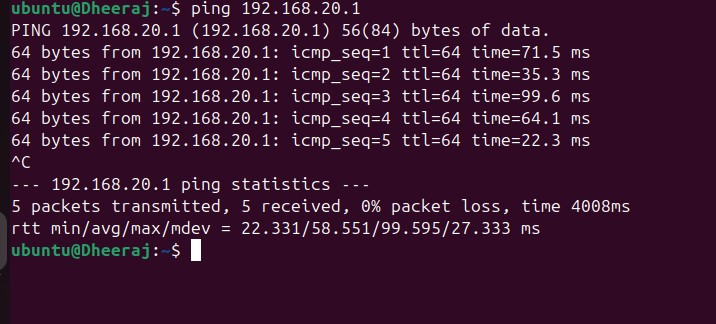 ubuntu@Dheeraj:~$ ping 192.168.20.1
PING 192.168.20.1 (192.168.20.1) 56(84) bytes of data.
64 bytes from 192.168.20.1: icmp_seq=1 ttl=64 time=71.5 ms
64 bytes from 192.168.20.1: icmp_seq=2 ttl=64 time=35.3 ms
64 bytes from 192.168.20.1: icmp_seq=3 ttl=64 time=99.6 ms
64 bytes from 192.168.20.1: icmp_seq=4 ttl=64 time=64.1 ms
64 bytes from 192.168.20.1: icmp_seq=5 ttl=64 time=22.3 ms
^C
--- 192.168.20.1 ping statistics ---
5 packets transmitted, 5 received, 0% packet loss, time 4008ms
rtt min/avg/max/mdev = 22.331/58.551/99.595/27.333 ms
ubuntu@Dheeraj:~$